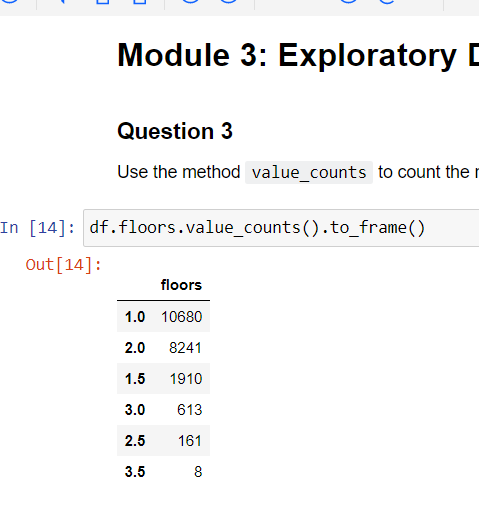 Module 3: Exploratory
Question 3
Use the method value_counts to count the
In [14]: df.floors.value_counts().to_frame()
Out[14]:
floors
1.0 10680
2.0 8241
1.5 1910
3.0 613
2.5 161
3.5 8